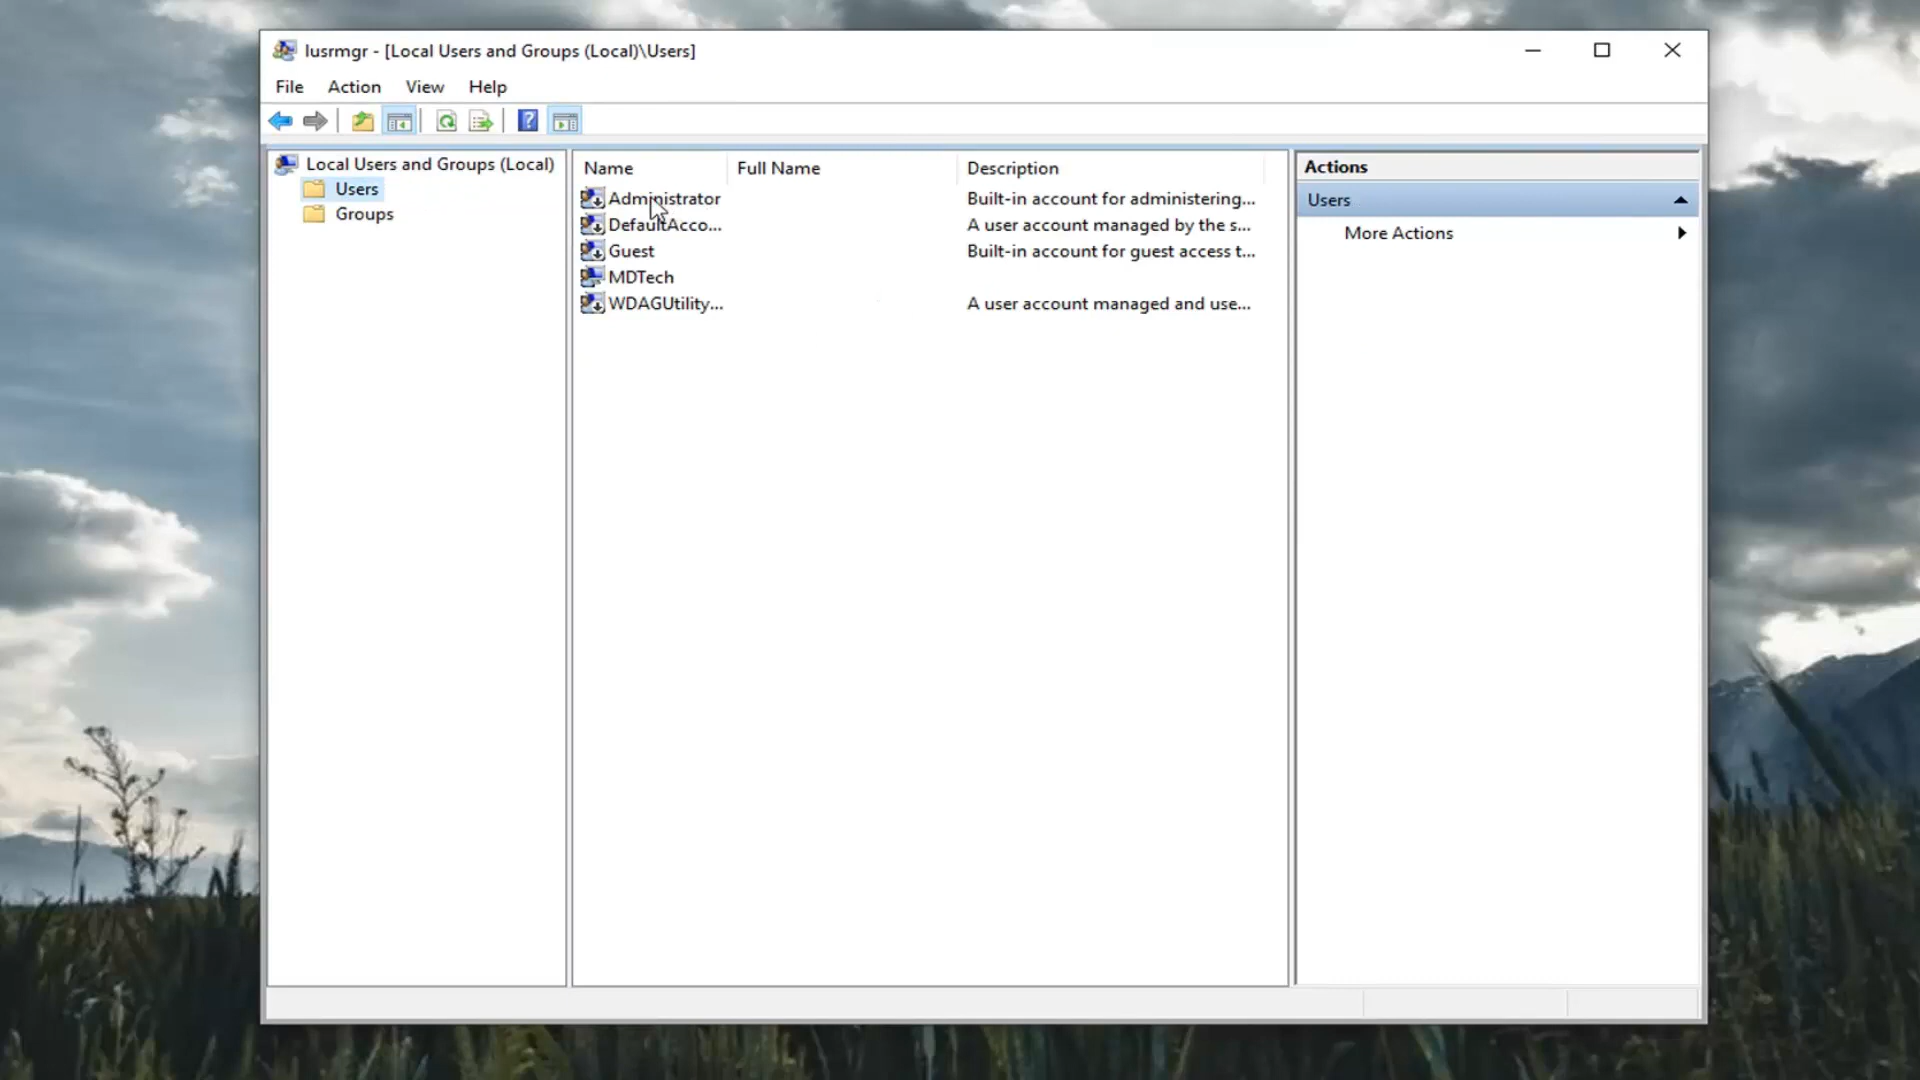 lusrmgr - [Local Users and Groups (Local)\Users]
File Action View Help
Local Users and Groups (Local)
Users
Groups
Name Full Name Description
Administrator Built-in account for administering...
DefaultAcco... A user account managed by the s...
Guest Built-in account for guest access t...
MDTech
WDAGUtility... A user account managed and use...
Actions
Users
More Actions